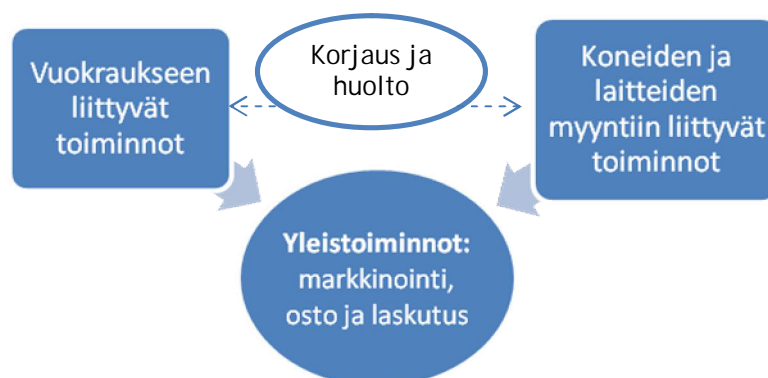 Vuokraukseen
liittyvät
toiminnot
Korjaus ja
huolto
Koneiden ja
laitteiden
myyntiin liittyvät
toiminnot
Yleistoiminnot:
markkinointi,
osto ja laskutus